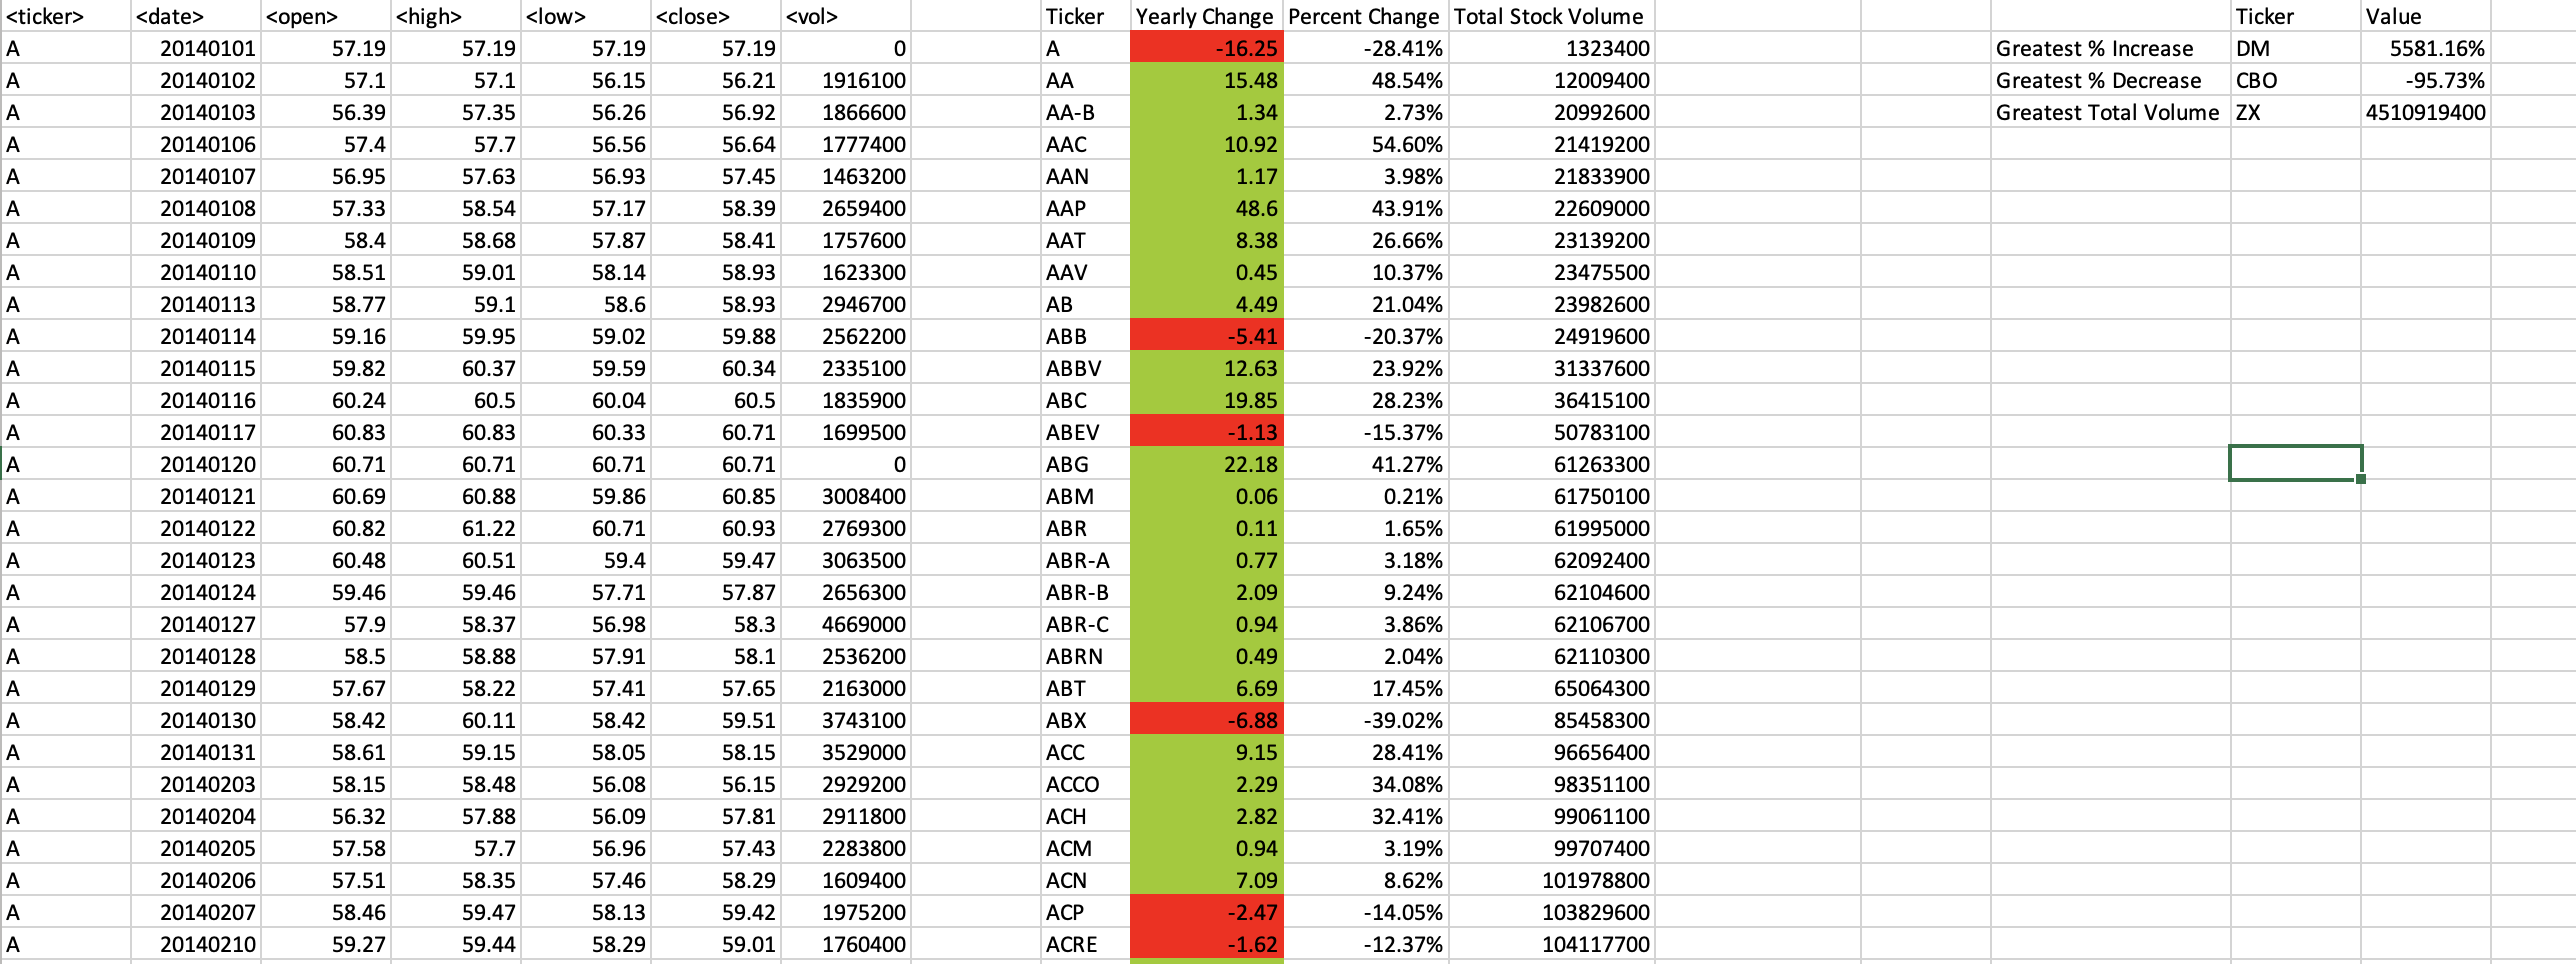 <ticker> <date> <open> <high> <low> <close> <vol> Ticker Yearly Change Percent Change Total Stock Volume Ticker Value
A 20140101 57.19 57.19 57.19 57.19 0 A -16.25 -28.41% 1323400 Greatest % Increase DM 5581.16%
A 20140102 57.1 57.1 56.15 56.21 1916100 AA 15.48 48.54% 12009400 Greatest % Decrease CBO -95.73%
A 20140103 56.39 57.35 56.26 56.92 1866600 AA-B 1.34 2.73% 20992600 Greatest Total Volume ZX 4510919400
A 20140106 57.4 57.7 56.56 56.64 1777400 AAC 10.92 54.60% 21419200
A 20140107 56.95 57.63 56.93 57.45 1463200 AAN 1.17 3.98% 21833900
A 20140108 57.33 58.54 57.17 58.39 2659400 AAP 48.6 43.91% 22609000
A 20140109 58.4 58.68 57.87 58.41 1757600 AAT 8.38 26.66% 23139200
A 20140110 58.51 59.01 58.14 58.93 1623300 AAV 0.45 10.37% 23475500
A 20140113 58.77 59.1 58.6 58.93 2946700 AB 4.49 21.04% 23982600
A 20140114 59.16 59.95 59.02 59.88 2562200 ABB -5.41 -20.37% 24919600
A 20140115 59.82 60.37 59.59 60.34 2335100 ABBV 12.63 23.92% 31337600
A 20140116 60.24 60.5 60.04 60.5 1835900 ABC 19.85 28.23% 36415100
A 20140117 60.83 60.83 60.33 60.71 1699500 ABEV -1.13 -15.37% 50783100
A 20140120 60.71 60.71 60.71 60.71 0 ABG 22.18 41.27% 61263300
A 20140121 60.69 60.88 59.86 60.85 3008400 ABM 0.06 0.21% 61750100
A 20140122 60.82 61.22 60.71 60.93 2769300 ABR 0.11 1.65% 61995000
A 20140123 60.48 60.51 59.4 59.47 3063500 ABR-A 0.77 3.18% 62092400
A 20140124 59.46 59.46 57.71 57.87 2656300 ABR-B 2.09 9.24% 62104600
A 20140127 57.9 58.37 56.98 58.3 4669000 ABR-C 0.94 3.86% 62106700
A 20140128 58.5 58.88 57.91 58.1 2536200 ABRN 0.49 2.04% 62110300
A 20140129 57.67 58.22 57.41 57.65 2163000 ABT 6.69 17.45% 65064300
A 20140130 58.42 60.11 58.42 59.51 3743100 ABX -6.88 -39.02% 85458300
A 20140131 58.61 59.15 58.05 58.15 3529000 ACC 9.15 28.41% 96656400
A 20140203 58.15 58.48 56.08 56.15 2929200 ACCO 2.29 34.08% 98351100
A 20140204 56.32 57.88 56.09 57.81 2911800 ACH 2.82 32.41% 99061100
A 20140205 57.58 57.7 56.96 57.43 2283800 ACM 0.94 3.19% 99707400
A 20140206 57.51 58.35 57.46 58.29 1609400 ACN 7.09 8.62% 101978800
A 20140207 58.46 59.47 58.13 59.42 1975200 ACP -2.47 -14.05% 103829600
A 20140210 59.27 59.44 58.29 59.01 1760400 ACRE -1.62 -12.37% 104117700